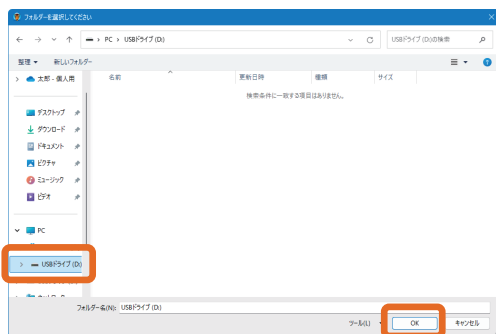 フォルダーを選択してください
PC › USBドライブ (D:)
USBドライブ (D:)の検索
整理
新しいフォルダー
太郎 - 個人用
名前
更新日時
種類
サイズ
検索条件に一致する項目はありません。
デスクトップ
ダウンロード
ドキュメント
ピクチャ
ミュージック
ビデオ
PC
USBドライブ (D:)
フォルダー名(N): USBドライブ (D:)
ツール(L)
OK
キャンセル